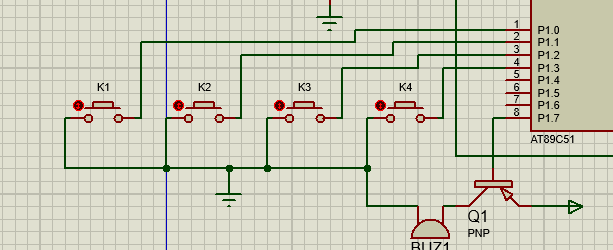 1 P1.0
2 P1.1
3 P1.2
4 P1.3
5 P1.4
6 P1.5
7 P1.6
8 P1.7
K1 K2 K3 K4
AT89C51
Q1
PNP
BUZ1